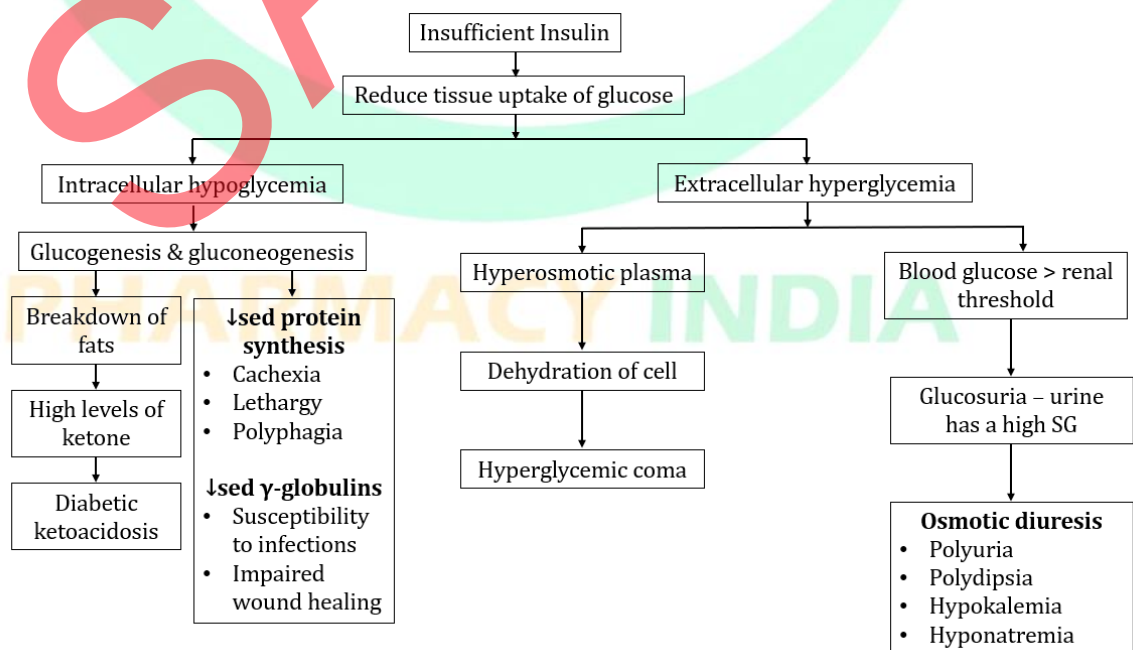 Insufficient Insulin
Reduce tissue uptake of glucose
Intracellular hypoglycemia
Extracellular hyperglycemia
Glucogenesis & gluconeogenesis
Breakdown of
fats
High levels of
ketone
Diabetic
ketoacidosis
↓sed protein
synthesis
• Cachexia
• Lethargy
• Polyphagia
↓sed γ-globulins
• Susceptibility
to infections
• Impaired
wound healing
Hyperosmotic plasma
Dehydration of cell
Hyperglycemic coma
Blood glucose > renal
threshold
Glucosuria – urine
has a high SG
Osmotic diuresis
• Polyuria
• Polydipsia
• Hypokalemia
• Hyponatremia
PHARMACY INDIA